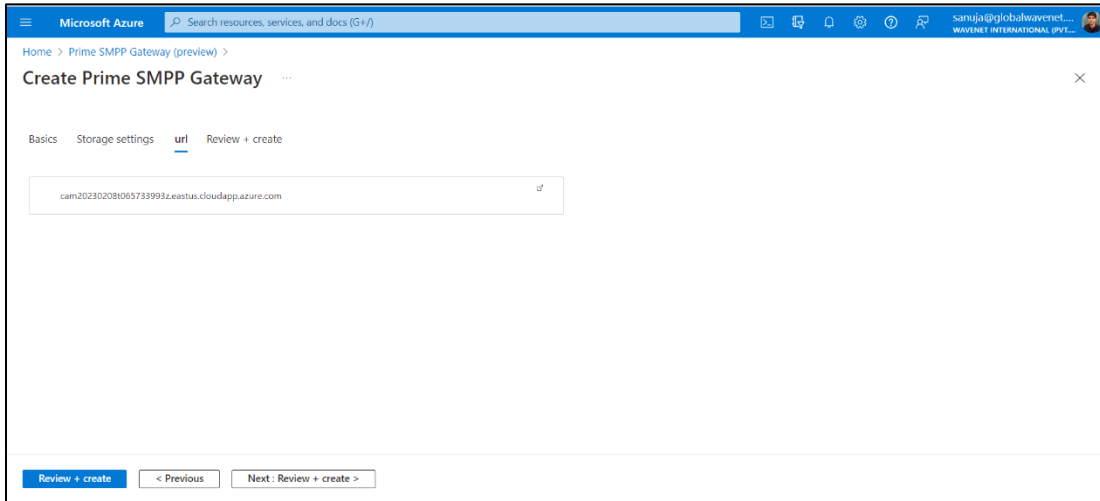 Microsoft Azure Search resources, services, and docs (G+/) sanuja@globalwavenet....
WAVENET INTERNATIONAL (PVT....
Home > Prime SMPP Gateway (preview) >
Create Prime SMPP Gateway ...
Basics Storage settings url Review + create
cam20230208t065733993z.eastus.cloudapp.azure.com
Review + create < Previous Next : Review + create >